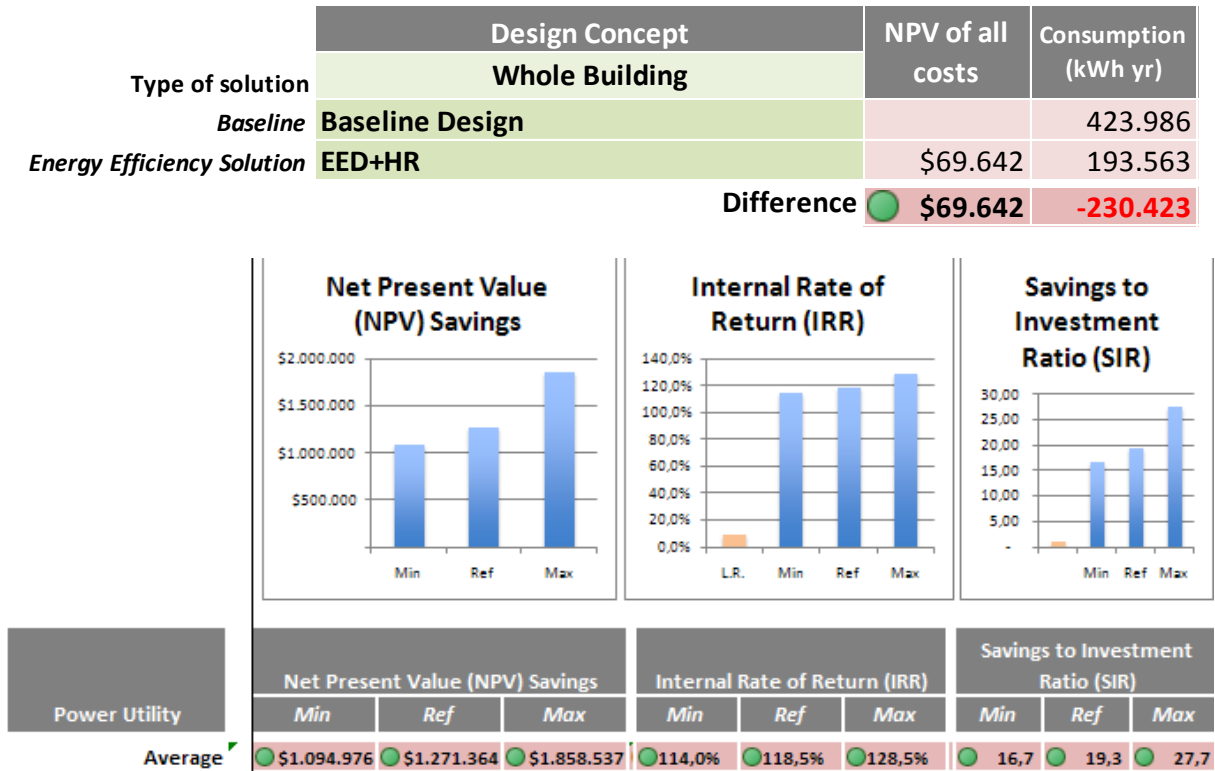 Design Concept
NPV of all costs
Consumption (kWh yr)
Type of solution
Whole Building
Baseline
Baseline Design
423.986
Energy Efficiency Solution
EED+HR
$69.642
193.563
Difference
$69.642
-230.423
Net Present Value
(NPV) Savings
$2.000.000
$1.500.000
$1.000.000
$500.000
Min Ref Max
Internal Rate of
Return (IRR)
140,0%
120,0%
100,0%
80,0%
60,0%
40,0%
20,0%
0,0%
L.R. Min Ref Max
Savings to
Investment
Ratio (SIR)
30,00
25,00
20,00
15,00
10,00
5,00
-
Min Ref Max
Power Utility
Net Present Value (NPV) Savings
Internal Rate of Return (IRR)
Savings to Investment
Ratio (SIR)
Min Ref Max Min Ref Max Min Ref Max
Average $1.094.976 $1.271.364 $1.858.537 114,0% 118,5% 128,5% 16,7 19,3 27,7